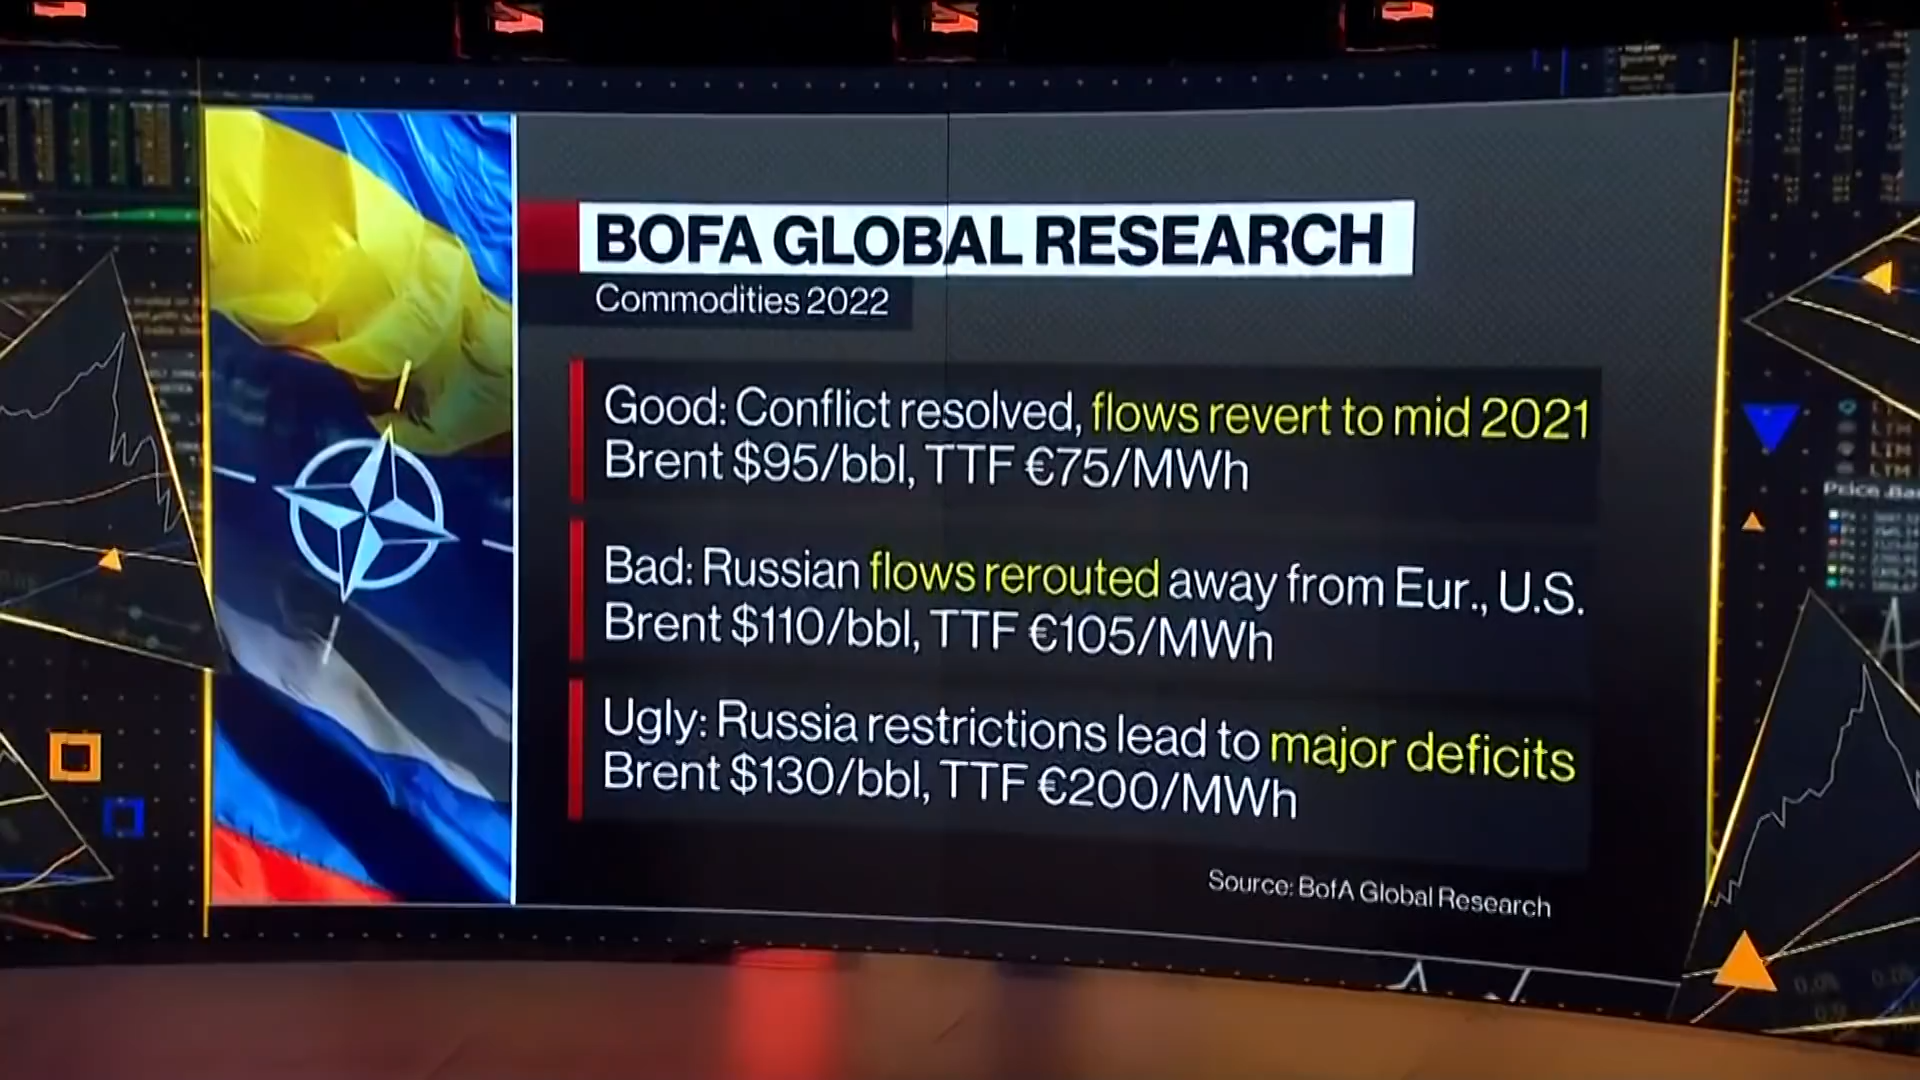 BOFA GLOBAL RESEARCH
Commodities 2022
Good: Conflict resolved, flows revert to mid 2021
Brent $95/bbl, TTF €75/MWh
Bad: Russian flows rerouted away from Eur., U.S.
Brent $110/bbl, TTF €105/MWh
Ugly: Russia restrictions lead to major deficits
Brent $130/bbl, TTF €200/MWh
Source: BofA Global Research